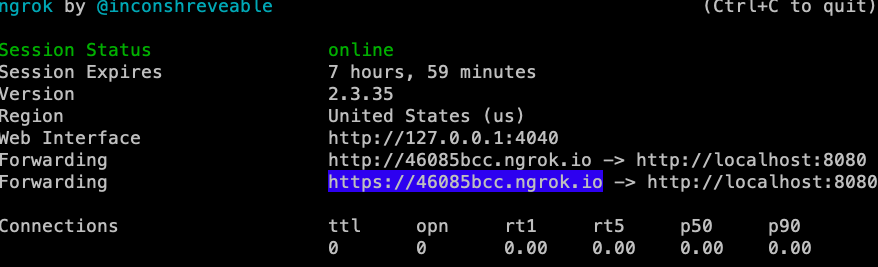 ngrok by @inconshreveable (Ctrl+C to quit)
Session Status online
Session Expires 7 hours, 59 minutes
Version 2.3.35
Region United States (us)
Web Interface http://127.0.0.1:4040
Forwarding http://46085bcc.ngrok.io -> http://localhost:8080
Forwarding https://46085bcc.ngrok.io -> http://localhost:8080
Connections ttl opn rt1 rt5 p50 p90
0 0 0.00 0.00 0.00 0.00